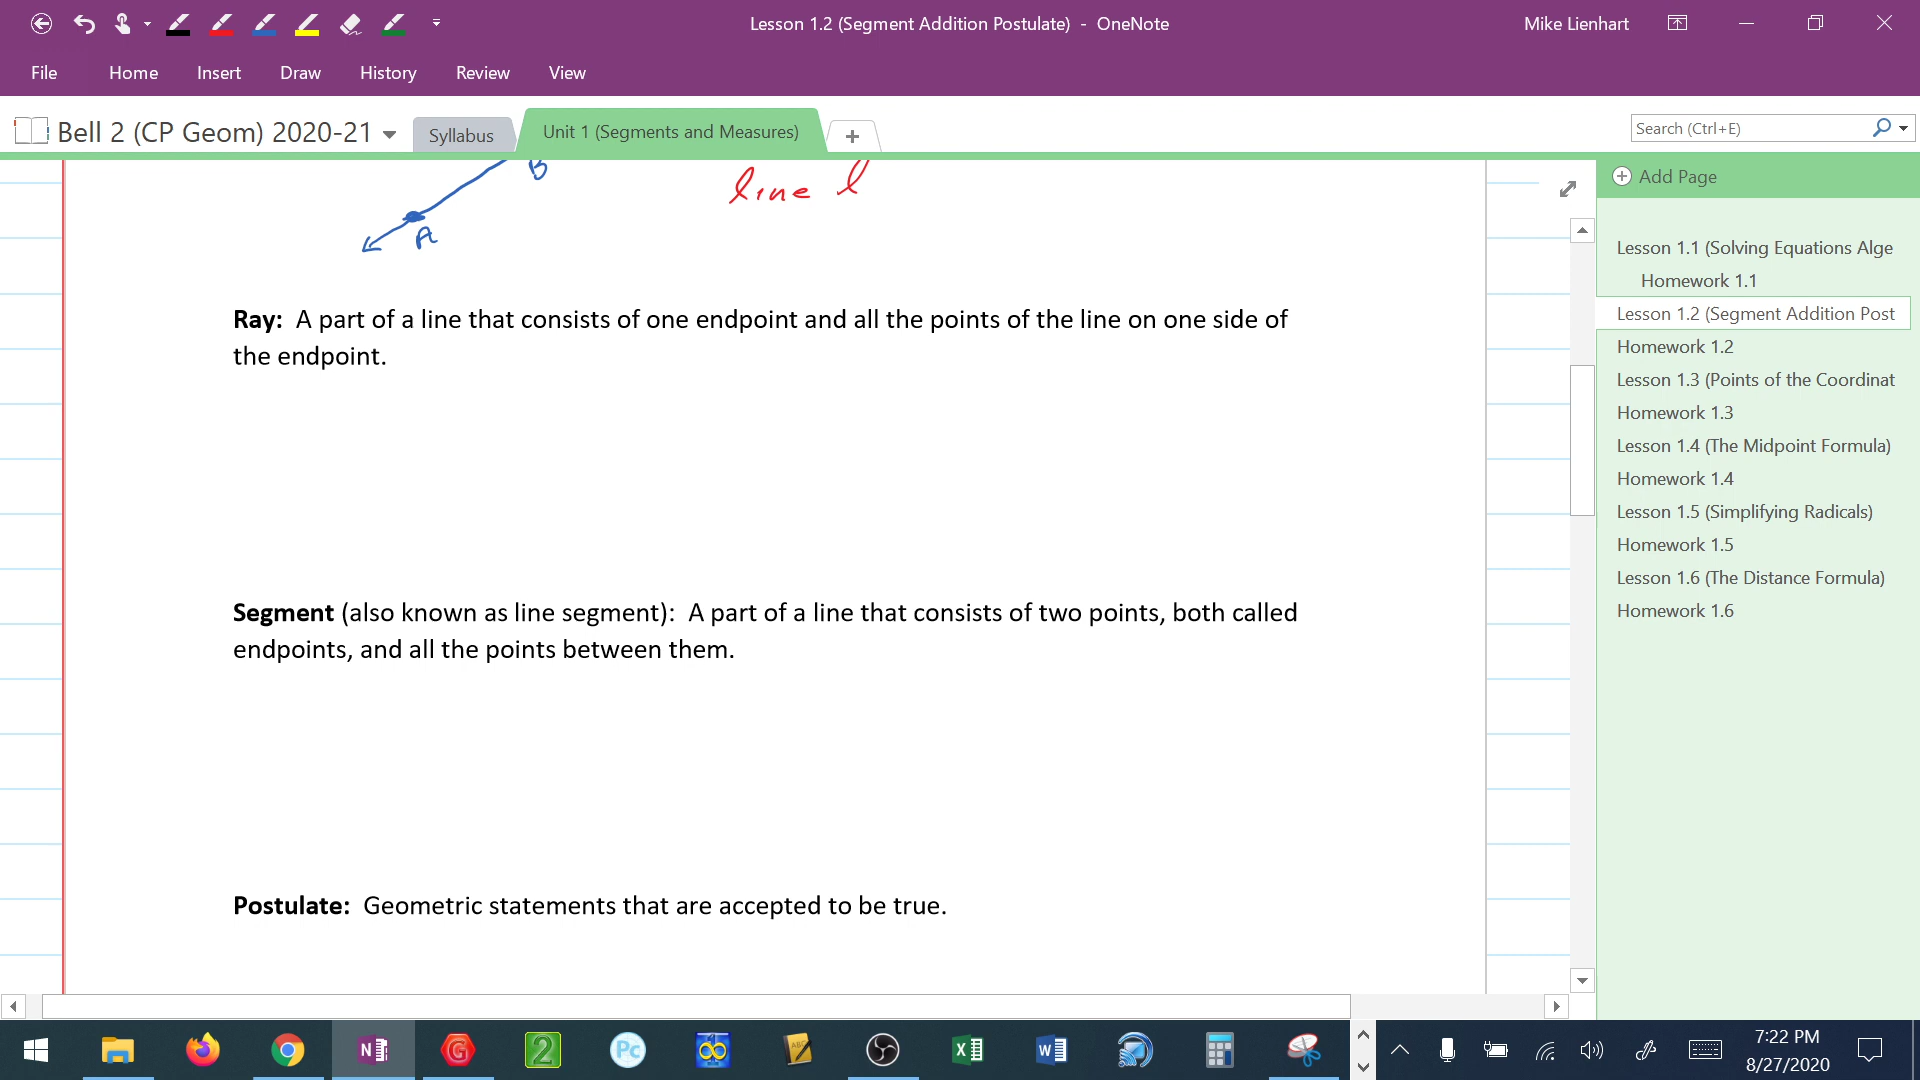 Lesson 1.2 (Segment Addition Postulate) - OneNote
Mike Lienhart
File Home Insert Draw History Review View
Bell 2 (CP Geom) 2020-21
Syllabus
Unit 1 (Segments and Measures)
+
Search (Ctrl+E)
B
line l
A
Ray: A part of a line that consists of one endpoint and all the points of the line on one side of
the endpoint.
Segment (also known as line segment): A part of a line that consists of two points, both called
endpoints, and all the points between them.
Postulate: Geometric statements that are accepted to be true.
Add Page
Lesson 1.1 (Solving Equations Alge
Homework 1.1
Lesson 1.2 (Segment Addition Post
Homework 1.2
Lesson 1.3 (Points of the Coordinat
Homework 1.3
Lesson 1.4 (The Midpoint Formula)
Homework 1.4
Lesson 1.5 (Simplifying Radicals)
Homework 1.5
Lesson 1.6 (The Distance Formula)
Homework 1.6
N
G
2
Pc
ABC
X
W
7:22 PM
8/27/2020